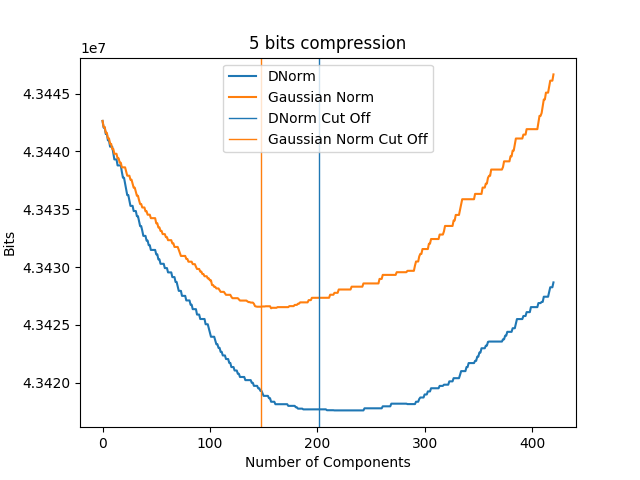 5 bits compression
1e7
4.3445
4.3440
4.3435
4.3430
4.3425
4.3420
Bits
DNorm
Gaussian Norm
DNorm Cut Off
Gaussian Norm Cut Off
0 100 200 300 400
Number of Components